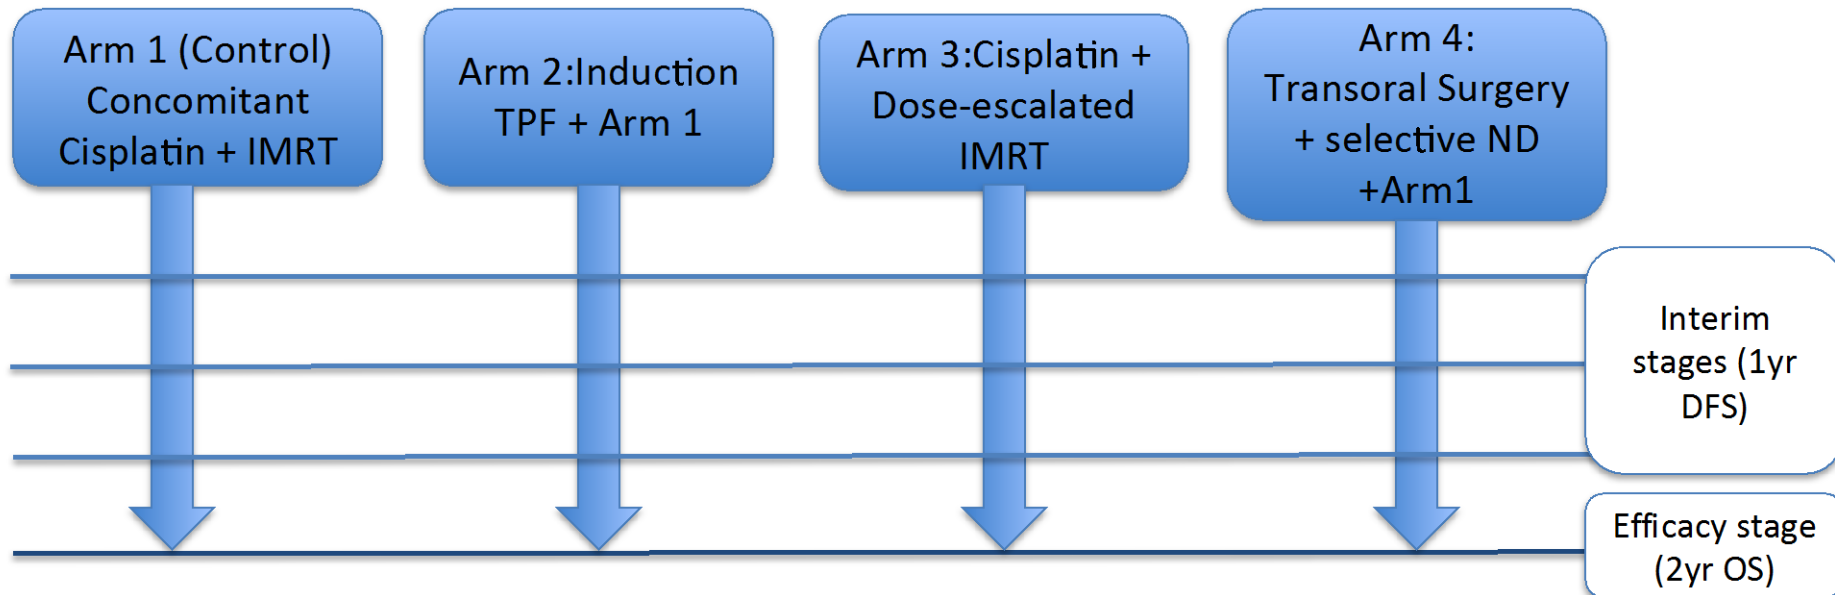 Arm 1 (Control)
Concomitant
Cisplatin + IMRT
Arm 2:Induction
TPF + Arm 1
Arm 3:Cisplatin +
Dose-escalated
IMRT
Arm 4:
Transoral Surgery
+ selective ND
+Arm1
Interim
stages (1yr
DFS)
Efficacy stage
(2yr OS)